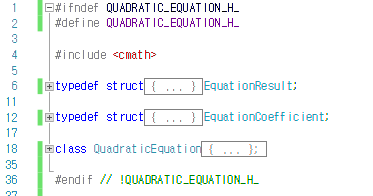 1 #ifndef QUADRATIC_EQUATION_H_
2 #define QUADRATIC_EQUATION_H_
3
4 #include <cmath>
5
6 typedef struct { ... } EquationResult;
11
12 typedef struct { ... } EquationCoefficient;
17
18 class QuadraticEquation { ... };
35
36 #endif // !QUADRATIC_EQUATION_H_